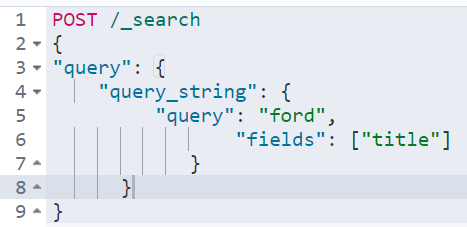 1 POST /_search
2 {
3 "query": {
4 "query_string": {
5 "query": "ford",
6 "fields": ["title"]
7 }
8 }
9 }